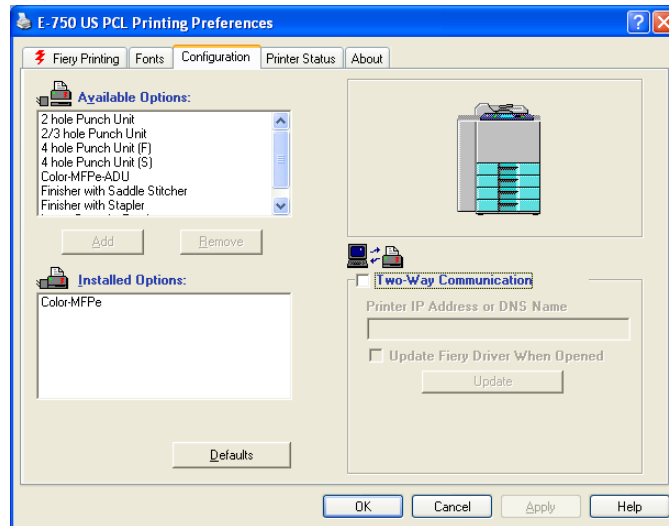 E-750 US PCL Printing Preferences
Fiery Printing
Fonts
Configuration
Printer Status
About
Available Options:
2 hole Punch Unit
2/3 hole Punch Unit
4 hole Punch Unit (F)
4 hole Punch Unit (S)
Color-MFPe-ADU
Finisher with Saddle Stitcher
Finisher with Stapler
Add
Remove
Installed Options:
Color-MFPe
Defaults
Two-Way Communication
Printer IP Address or DNS Name
Update Fiery Driver When Opened
Update
OK
Cancel
Apply
Help